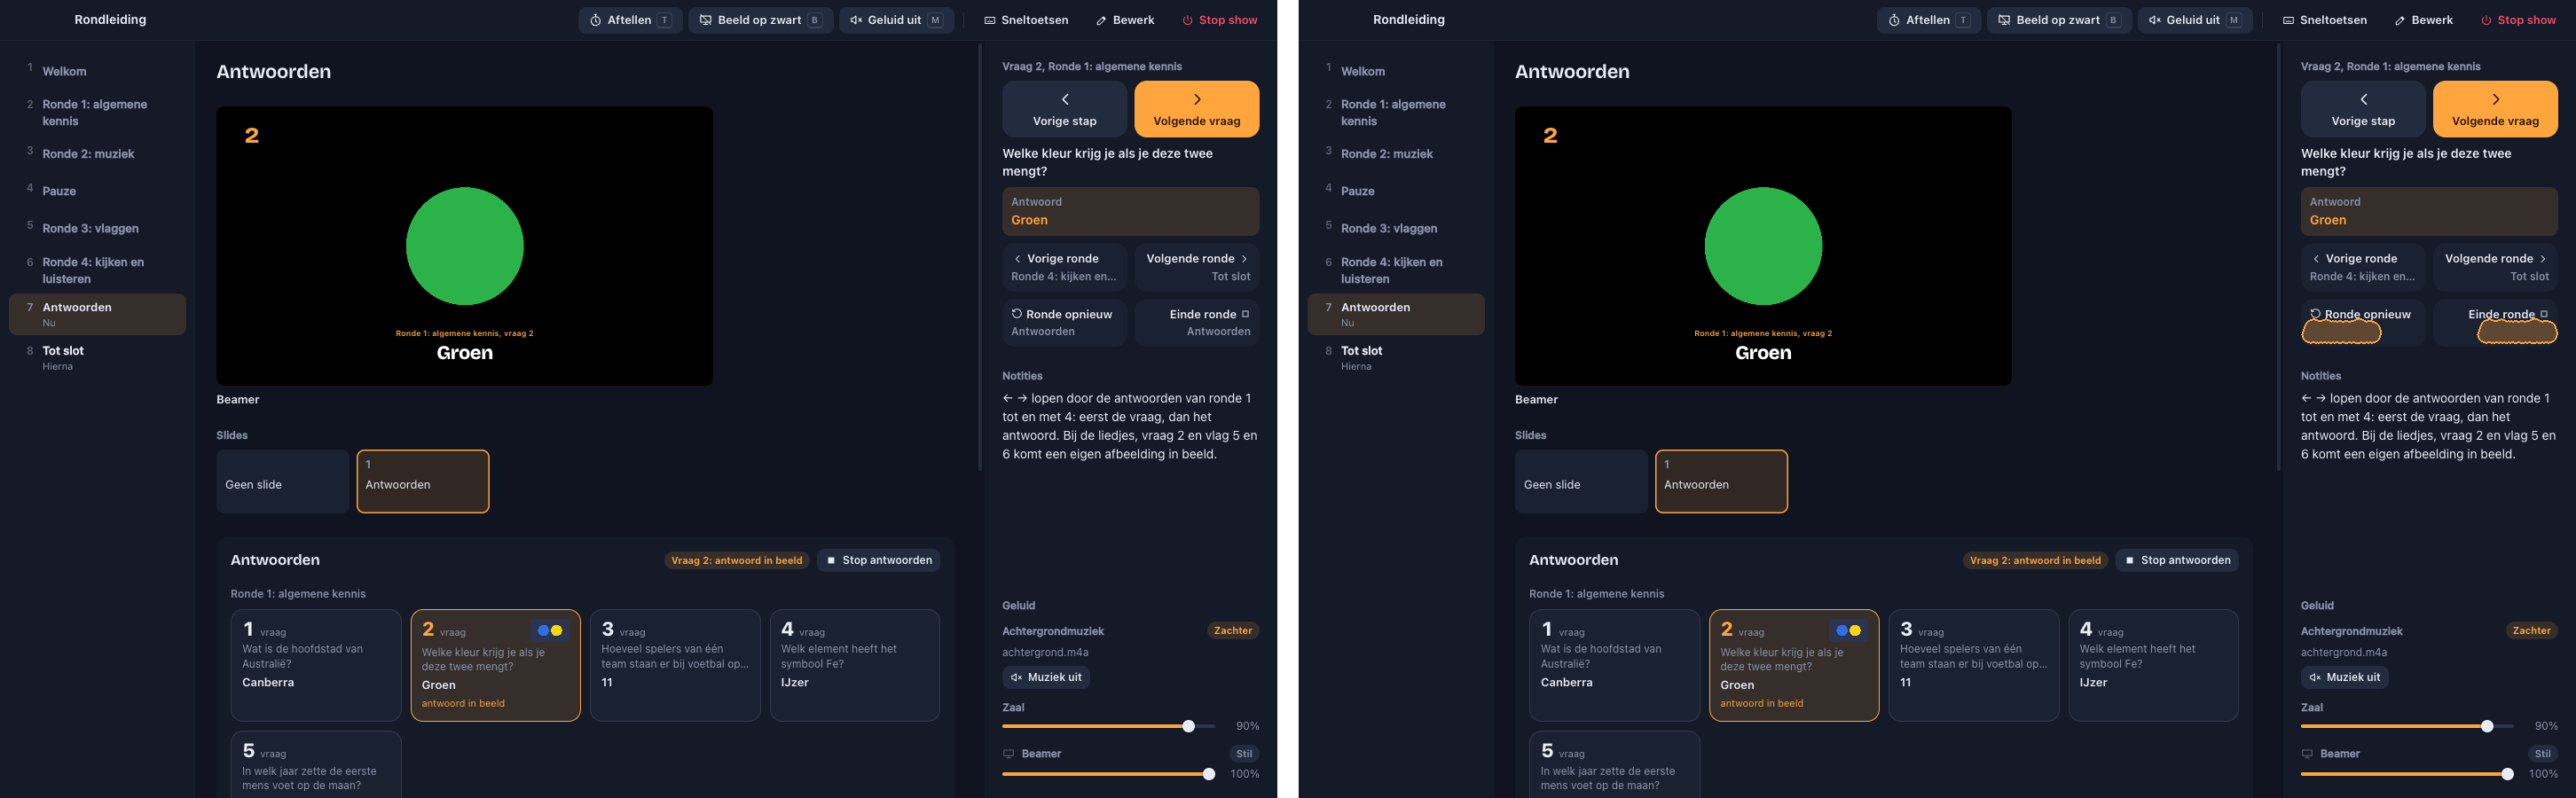 Rondleiding
Aftellen T
Beeld op zwart B
Geluid uit M
Sneltoetsen
Bewerk
Stop show
1 Welkom
2 Ronde 1: algemene
kennis
3 Ronde 2: muziek
4 Pauze
5 Ronde 3: vlaggen
6 Ronde 4: kijken en
luisteren
7 Antwoorden
Nu
8 Tot slot
Hierna
Antwoorden
2
Ronde 1: algemene kennis, vraag 2
Groen
Beamer
Slides
Geen slide
1
Antwoorden
Antwoorden
Vraag 2: antwoord in beeld
Stop antwoorden
Ronde 1: algemene kennis
1 vraag
Wat is de hoofdstad van
Australië?
Canberra
2 vraag
Welke kleur krijg je als je
deze twee mengt?
Groen
antwoord in beeld
3 vraag
Hoeveel spelers van één
team staan er bij voetbal op...
11
4 vraag
Welk element heeft het
symbool Fe?
IJzer
5 vraag
In welk jaar zette de eerste
mens voet op de maan?
Vraag 2, Ronde 1: algemene kennis
Vorige stap
Volgende vraag
Welke kleur krijg je als je deze twee
mengt?
Antwoord
Groen
Vorige ronde
Ronde 4: kijken en...
Volgende ronde
Tot slot
Ronde opnieuw
Antwoorden
Einde ronde
Antwoorden
Notities
← → lopen door de antwoorden van ronde 1
tot en met 4: eerst de vraag, dan het
antwoord. Bij de liedjes, vraag 2 en vlag 5 en
6 komt een eigen afbeelding in beeld.
Geluid
Achtergrondmuziek Zachter
achtergrond.m4a
Muziek uit
Zaal
90%
Beamer Stil
100%
Rondleiding
Aftellen T
Beeld op zwart B
Geluid uit M
Sneltoetsen
Bewerk
Stop show
1 Welkom
2 Ronde 1: algemene
kennis
3 Ronde 2: muziek
4 Pauze
5 Ronde 3: vlaggen
6 Ronde 4: kijken en
luisteren
7 Antwoorden
Nu
8 Tot slot
Hierna
Antwoorden
2
Ronde 1: algemene kennis, vraag 2
Groen
Beamer
Slides
Geen slide
1
Antwoorden
Antwoorden
Vraag 2: antwoord in beeld
Stop antwoorden
Ronde 1: algemene kennis
1 vraag
Wat is de hoofdstad van
Australië?
Canberra
2 vraag
Welke kleur krijg je als je
deze twee mengt?
Groen
antwoord in beeld
3 vraag
Hoeveel spelers van één
team staan er bij voetbal op...
11
4 vraag
Welk element heeft het
symbool Fe?
IJzer
5 vraag
In welk jaar zette de eerste
mens voet op de maan?
Vraag 2, Ronde 1: algemene kennis
Vorige stap
Volgende vraag
Welke kleur krijg je als je deze twee
mengt?
Antwoord
Groen
Vorige ronde
Ronde 4: kijken en...
Volgende ronde
Tot slot
Ronde opnieuw
Einde ronde
Notities
← → lopen door de antwoorden van ronde 1
tot en met 4: eerst de vraag, dan het
antwoord. Bij de liedjes, vraag 2 en vlag 5 en
6 komt een eigen afbeelding in beeld.
Geluid
Achtergrondmuziek Zachter
achtergrond.m4a
Muziek uit
Zaal
90%
Beamer Stil
100%